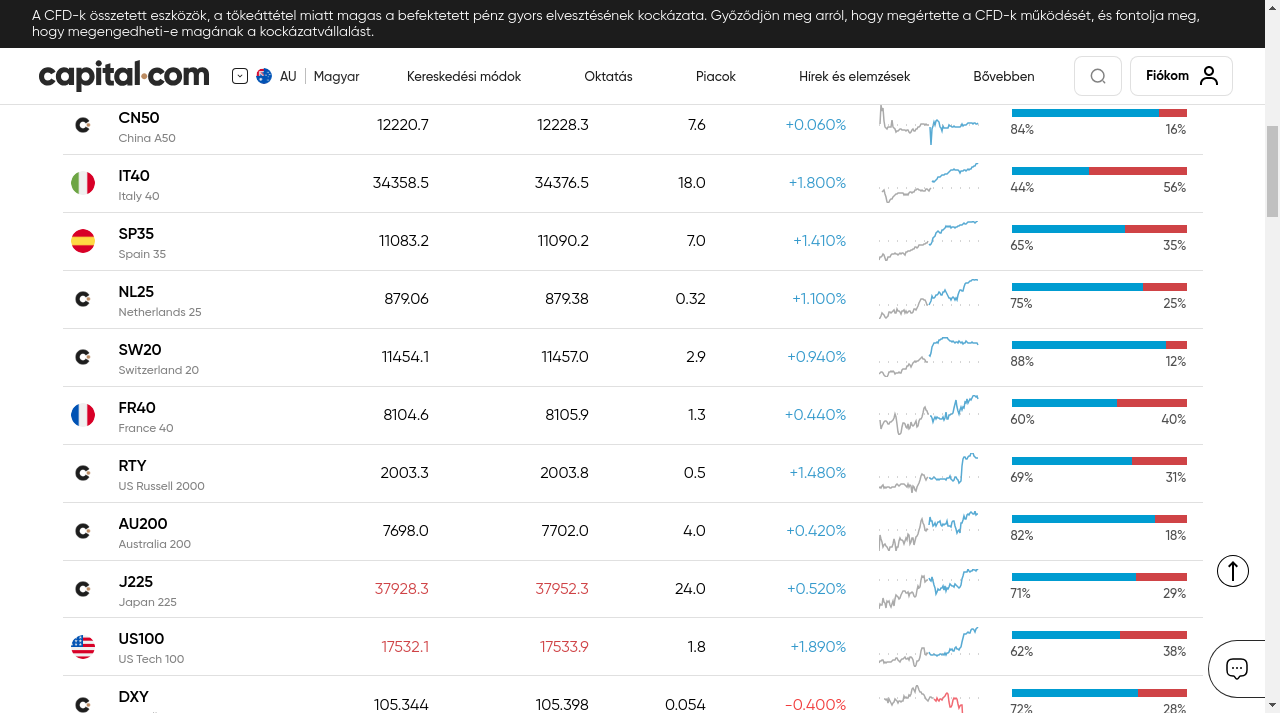 A CFD-k összetett eszközök, a tőkeáttétel miatt magas a befektetett pénz gyors elvesztésének kockázata. Győződjön meg arról, hogy megértette a CFD-k működését, és fontolja meg,
hogy megengedheti-e magának a kockázatvállalást.
capital.com AU Magyar Kereskedési módok Oktatás Piacok Hírek és elemzések Bővebben Fiókom
CN50 12220.7 12228.3 7.6 +0.060%
China A50 84% 16%
IT40 34358.5 34376.5 18.0 +1.800%
Italy 40 44% 56%
SP35 11083.2 11090.2 7.0 +1.410%
Spain 35 65% 35%
NL25 879.06 879.38 0.32 +1.100%
Netherlands 25 75% 25%
SW20 11454.1 11457.0 2.9 +0.940%
Switzerland 20 88% 12%
FR40 8104.6 8105.9 1.3 +0.440%
France 40 60% 40%
RTY 2003.3 2003.8 0.5 +1.480%
US Russell 2000 69% 31%
AU200 7698.0 7702.0 4.0 +0.420%
Australia 200 82% 18%
J225 37928.3 37952.3 24.0 +0.520%
Japan 225 71% 29%
US100 17532.1 17533.9 1.8 +1.890%
US Tech 100 62% 38%
DXY 105.344 105.398 0.054 -0.400%
72% 28%